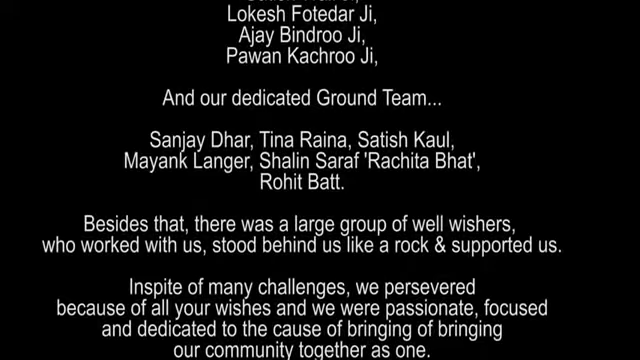 Lokesh Fotedar Ji,
Ajay Bindroo Ji,
Pawan Kachroo Ji,
And our dedicated Ground Team...
Sanjay Dhar, Tina Raina, Satish Kaul,
Mayank Langer, Shalin Saraf 'Rachita Bhat',
Rohit Batt.
Besides that, there was a large group of well wishers,
who worked with us, stood behind us like a rock & supported us.
Inspite of many challenges, we persevered
because of all your wishes and we were passionate, focused
and dedicated to the cause of bringing of bringing
our community together as one.